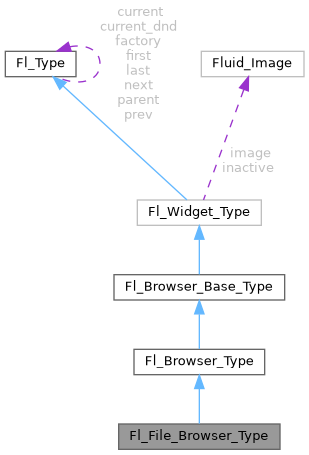 current
current_dnd
factory
first
last
next
parent
prev
Fl_Type
Fluid_Image
image
inactive
Fl_Widget_Type
Fl_Browser_Base_Type
Fl_Browser_Type
Fl_File_Browser_Type